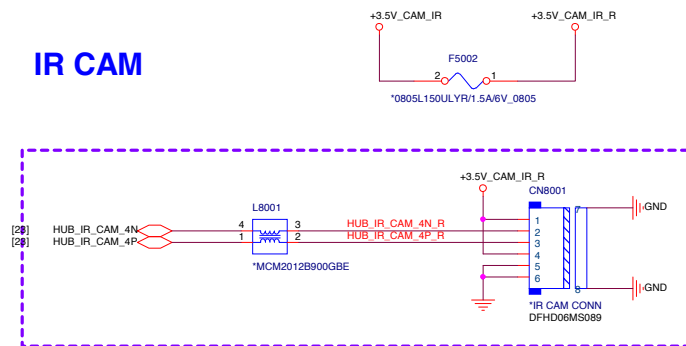 +3.5V_CAM_IR
+3.5V_CAM_IR_R
IR CAM
F5002
2
1
*0805L150ULYR/1.5A/6V_0805
+3.5V_CAM_IR_R
CN8001
L8001
7
GND
[23]
HUB_IR_CAM_4N
4
3
HUB_IR_CAM_4N_R
1
2
[23]
HUB_IR_CAM_4P
1
2
HUB_IR_CAM_4P_R
3
4
5
6
*MCM2012B900GBE
8
GND
*IR CAM CONN
DFHD06MS089